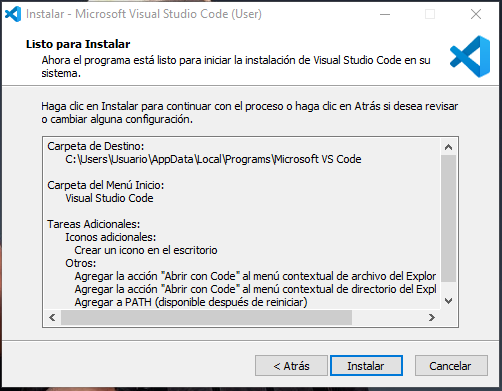 Instalar - Microsoft Visual Studio Code (User)
Listo para Instalar
Ahora el programa está listo para iniciar la instalación de Visual Studio Code en su
sistema.
Haga clic en Instalar para continuar con el proceso o haga clic en Atrás si desea revisar
o cambiar alguna configuración.
Carpeta de Destino:
C:\Users\Usuario\AppData\Local\Programs\Microsoft VS Code
Carpeta del Menú Inicio:
Visual Studio Code
Tareas Adicionales:
Iconos adicionales:
Crear un icono en el escritorio
Otros:
Agregar la acción "Abrir con Code" al menú contextual de archivo del Explor
Agregar la acción "Abrir con Code" al menú contextual de directorio del Expl
Agregar a PATH (disponible después de reiniciar)
< Atrás
Instalar
Cancelar